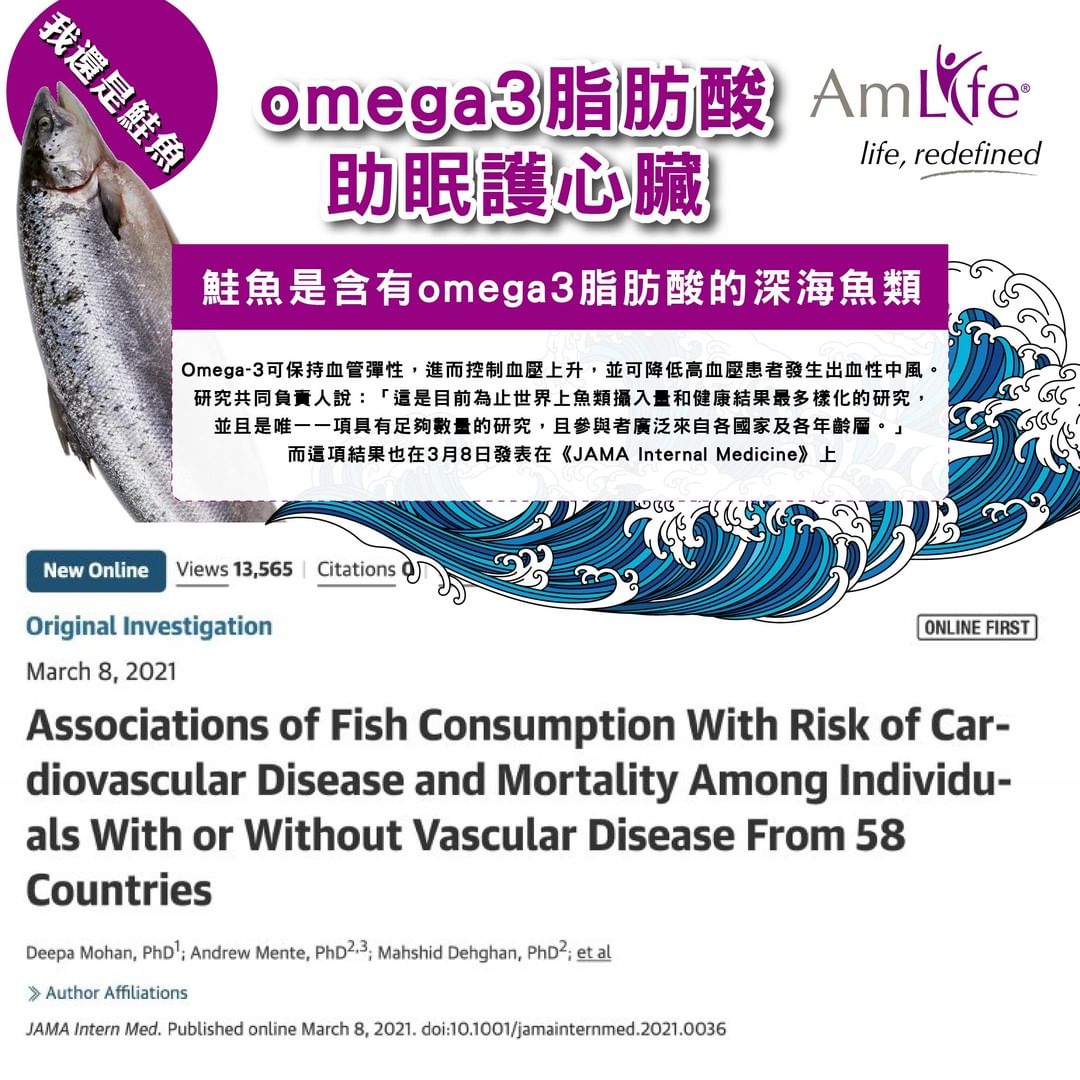 我還是鮭魚
omega3脂肪酸
助眠護心臟
AmLife®
life, redefined
鮭魚是含有omega3脂肪酸的深海魚類
Omega-3可保持血管彈性，進而控制血壓上升，並可降低高血壓患者發生出血性中風。
研究共同負責人說：「這是目前為止世界上魚類攝入量和健康結果最多樣化的研究，
並且是唯一一項具有足夠數量的研究，且參與者廣泛來自各國家及各年齡層。」
而這項結果也在3月8日發表在《JAMA Internal Medicine》上
New Online Views 13,565 | Citations 0
Original Investigation
ONLINE FIRST
March 8, 2021
Associations of Fish Consumption With Risk of Car-
diovascular Disease and Mortality Among Individu-
als With or Without Vascular Disease From 58
Countries
Deepa Mohan, PhD1; Andrew Mente, PhD2,3; Mahshid Dehghan, PhD2; et al
» Author Affiliations
JAMA Intern Med. Published online March 8, 2021. doi:10.1001/jamainternmed.2021.0036